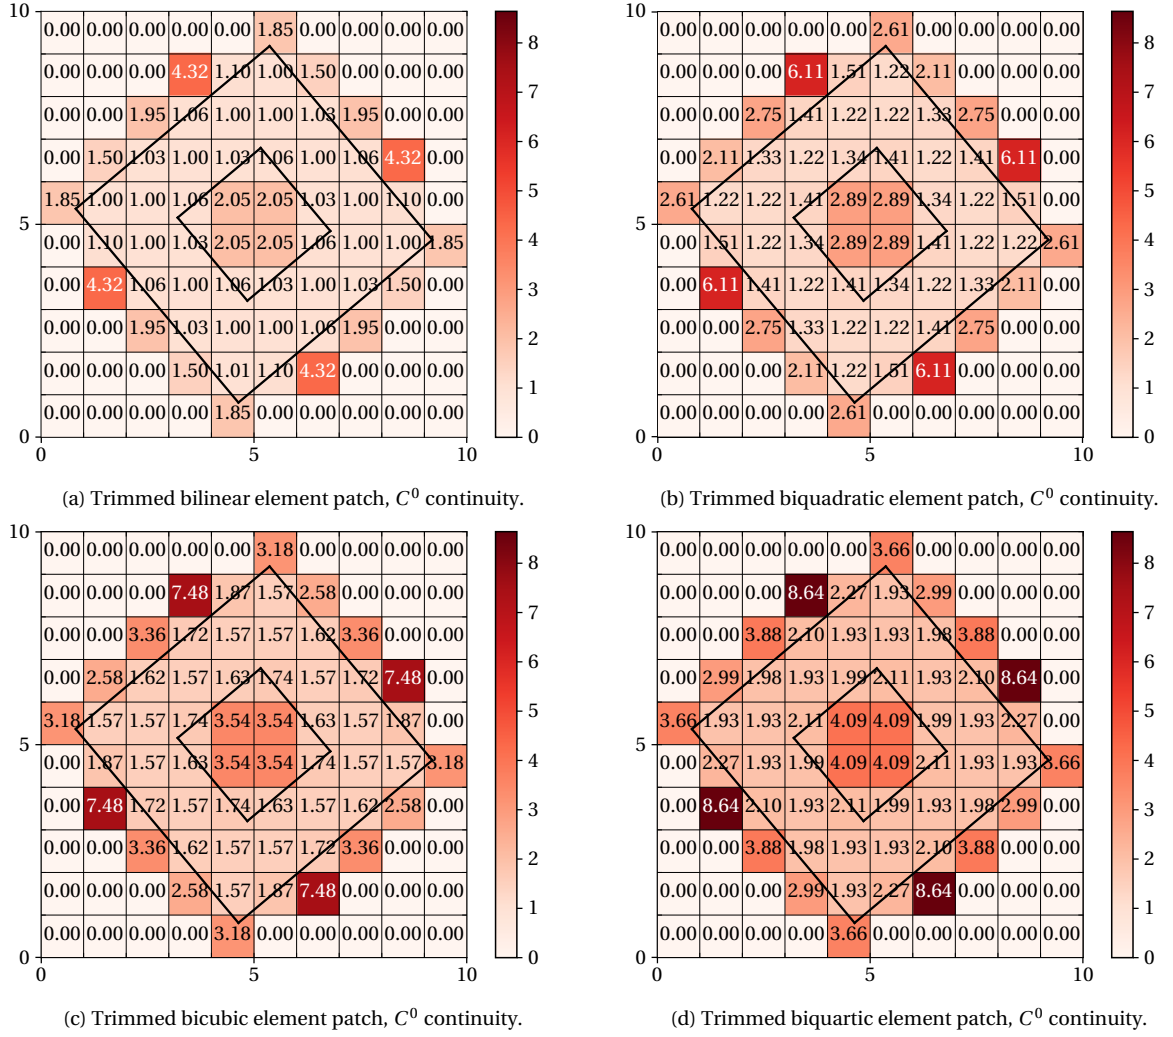 10
0.00 0.00 0.00 0.00 0.00 1.85 0.00 0.00 0.00 0.00
0.00 0.00 0.00 4.32 1.10 1.00 1.50 0.00 0.00 0.00
0.00 0.00 1.95 1.06 1.00 1.00 1.03 1.95 0.00 0.00
0.00 1.50 1.03 1.00 1.03 1.06 1.00 1.06 4.32 0.00
1.85 1.00 1.00 1.06 2.05 2.05 1.03 1.00 1.10 0.00
5
0.00 1.10 1.00 1.03 2.05 2.05 1.06 1.00 1.00 1.85
0.00 4.32 1.06 1.00 1.06 1.03 1.00 1.03 1.50 0.00
0.00 0.00 1.95 1.03 1.00 1.00 1.06 1.95 0.00 0.00
0.00 0.00 0.00 1.50 1.01 1.10 4.32 0.00 0.00 0.00
0.00 0.00 0.00 0.00 1.85 0.00 0.00 0.00 0.00 0.00
0
0 5 10
8
7
6
5
4
3
2
1
0
(a) Trimmed bilinear element patch, C⁰ continuity.
10
0.00 0.00 0.00 0.00 0.00 2.61 0.00 0.00 0.00 0.00
0.00 0.00 0.00 6.11 1.51 1.22 2.11 0.00 0.00 0.00
0.00 0.00 2.75 1.41 1.22 1.22 1.33 2.75 0.00 0.00
0.00 2.11 1.33 1.22 1.34 1.41 1.22 1.41 6.11 0.00
2.61 1.22 1.22 1.41 2.89 2.89 1.34 1.22 1.51 0.00
5
0.00 1.51 1.22 1.34 2.89 2.89 1.41 1.22 1.22 2.61
0.00 6.11 1.41 1.22 1.41 1.34 1.22 1.33 2.11 0.00
0.00 0.00 2.75 1.33 1.22 1.22 1.41 2.75 0.00 0.00
0.00 0.00 0.00 2.11 1.22 1.51 6.11 0.00 0.00 0.00
0.00 0.00 0.00 0.00 2.61 0.00 0.00 0.00 0.00 0.00
0
0 5 10
8
7
6
5
4
3
2
1
0
(b) Trimmed biquadratic element patch, C⁰ continuity.
10
0.00 0.00 0.00 0.00 0.00 3.18 0.00 0.00 0.00 0.00
0.00 0.00 0.00 7.48 1.87 1.57 2.58 0.00 0.00 0.00
0.00 0.00 3.36 1.72 1.57 1.57 1.62 3.36 0.00 0.00
0.00 2.58 1.62 1.57 1.63 1.74 1.57 1.72 7.48 0.00
3.18 1.57 1.57 1.74 3.54 3.54 1.63 1.57 1.87 0.00
5
0.00 1.87 1.57 1.63 3.54 3.54 1.74 1.57 1.57 3.18
0.00 7.48 1.72 1.57 1.74 1.63 1.57 1.62 2.58 0.00
0.00 0.00 3.36 1.62 1.57 1.57 1.72 3.36 0.00 0.00
0.00 0.00 0.00 2.58 1.57 1.87 7.48 0.00 0.00 0.00
0.00 0.00 0.00 0.00 3.18 0.00 0.00 0.00 0.00 0.00
0
0 5 10
8
7
6
5
4
3
2
1
0
(c) Trimmed bicubic element patch, C⁰ continuity.
10
0.00 0.00 0.00 0.00 0.00 3.66 0.00 0.00 0.00 0.00
0.00 0.00 0.00 8.64 2.27 1.93 2.99 0.00 0.00 0.00
0.00 0.00 3.88 2.10 1.93 1.93 1.98 3.88 0.00 0.00
0.00 2.99 1.98 1.93 1.99 2.11 1.93 2.10 8.64 0.00
3.66 1.93 1.93 2.11 4.09 4.09 1.99 1.93 2.27 0.00
5
0.00 2.27 1.93 1.99 4.09 4.09 2.11 1.93 1.93 3.66
0.00 8.64 2.10 1.93 2.11 1.99 1.93 1.98 2.99 0.00
0.00 0.00 3.88 1.98 1.93 1.93 2.10 3.88 0.00 0.00
0.00 0.00 0.00 2.99 1.93 2.27 8.64 0.00 0.00 0.00
0.00 0.00 0.00 0.00 3.66 0.00 0.00 0.00 0.00 0.00
0
0 5 10
8
7
6
5
4
3
2
1
0
(d) Trimmed biquartic element patch, C⁰ continuity.